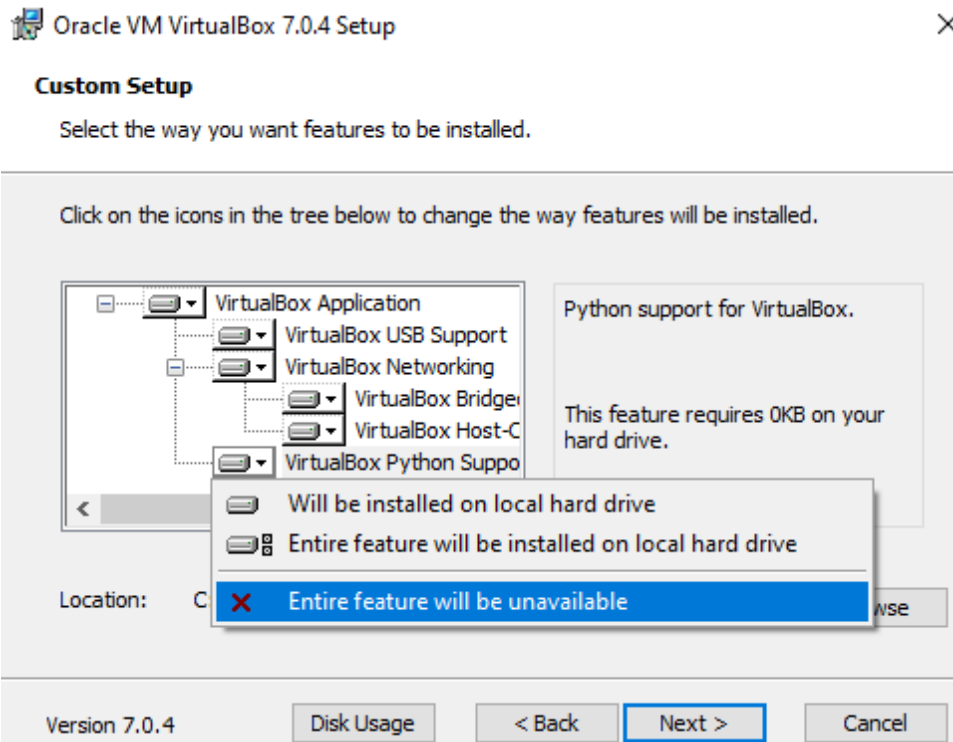 Oracle VM VirtualBox 7.0.4 Setup
Custom Setup
Select the way you want features to be installed.
Click on the icons in the tree below to change the way features will be installed.
VirtualBox Application
VirtualBox USB Support
VirtualBox Networking
VirtualBox Bridge
VirtualBox Host-C
VirtualBox Python Suppo
Python support for VirtualBox.
This feature requires 0KB on your
hard drive.
Will be installed on local hard drive
Entire feature will be installed on local hard drive
Entire feature will be unavailable
Location: C:
wse
Version 7.0.4 Disk Usage < Back Next > Cancel